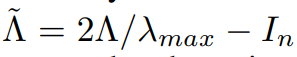 Λ̃ = 2Λ/λ_max − I_n